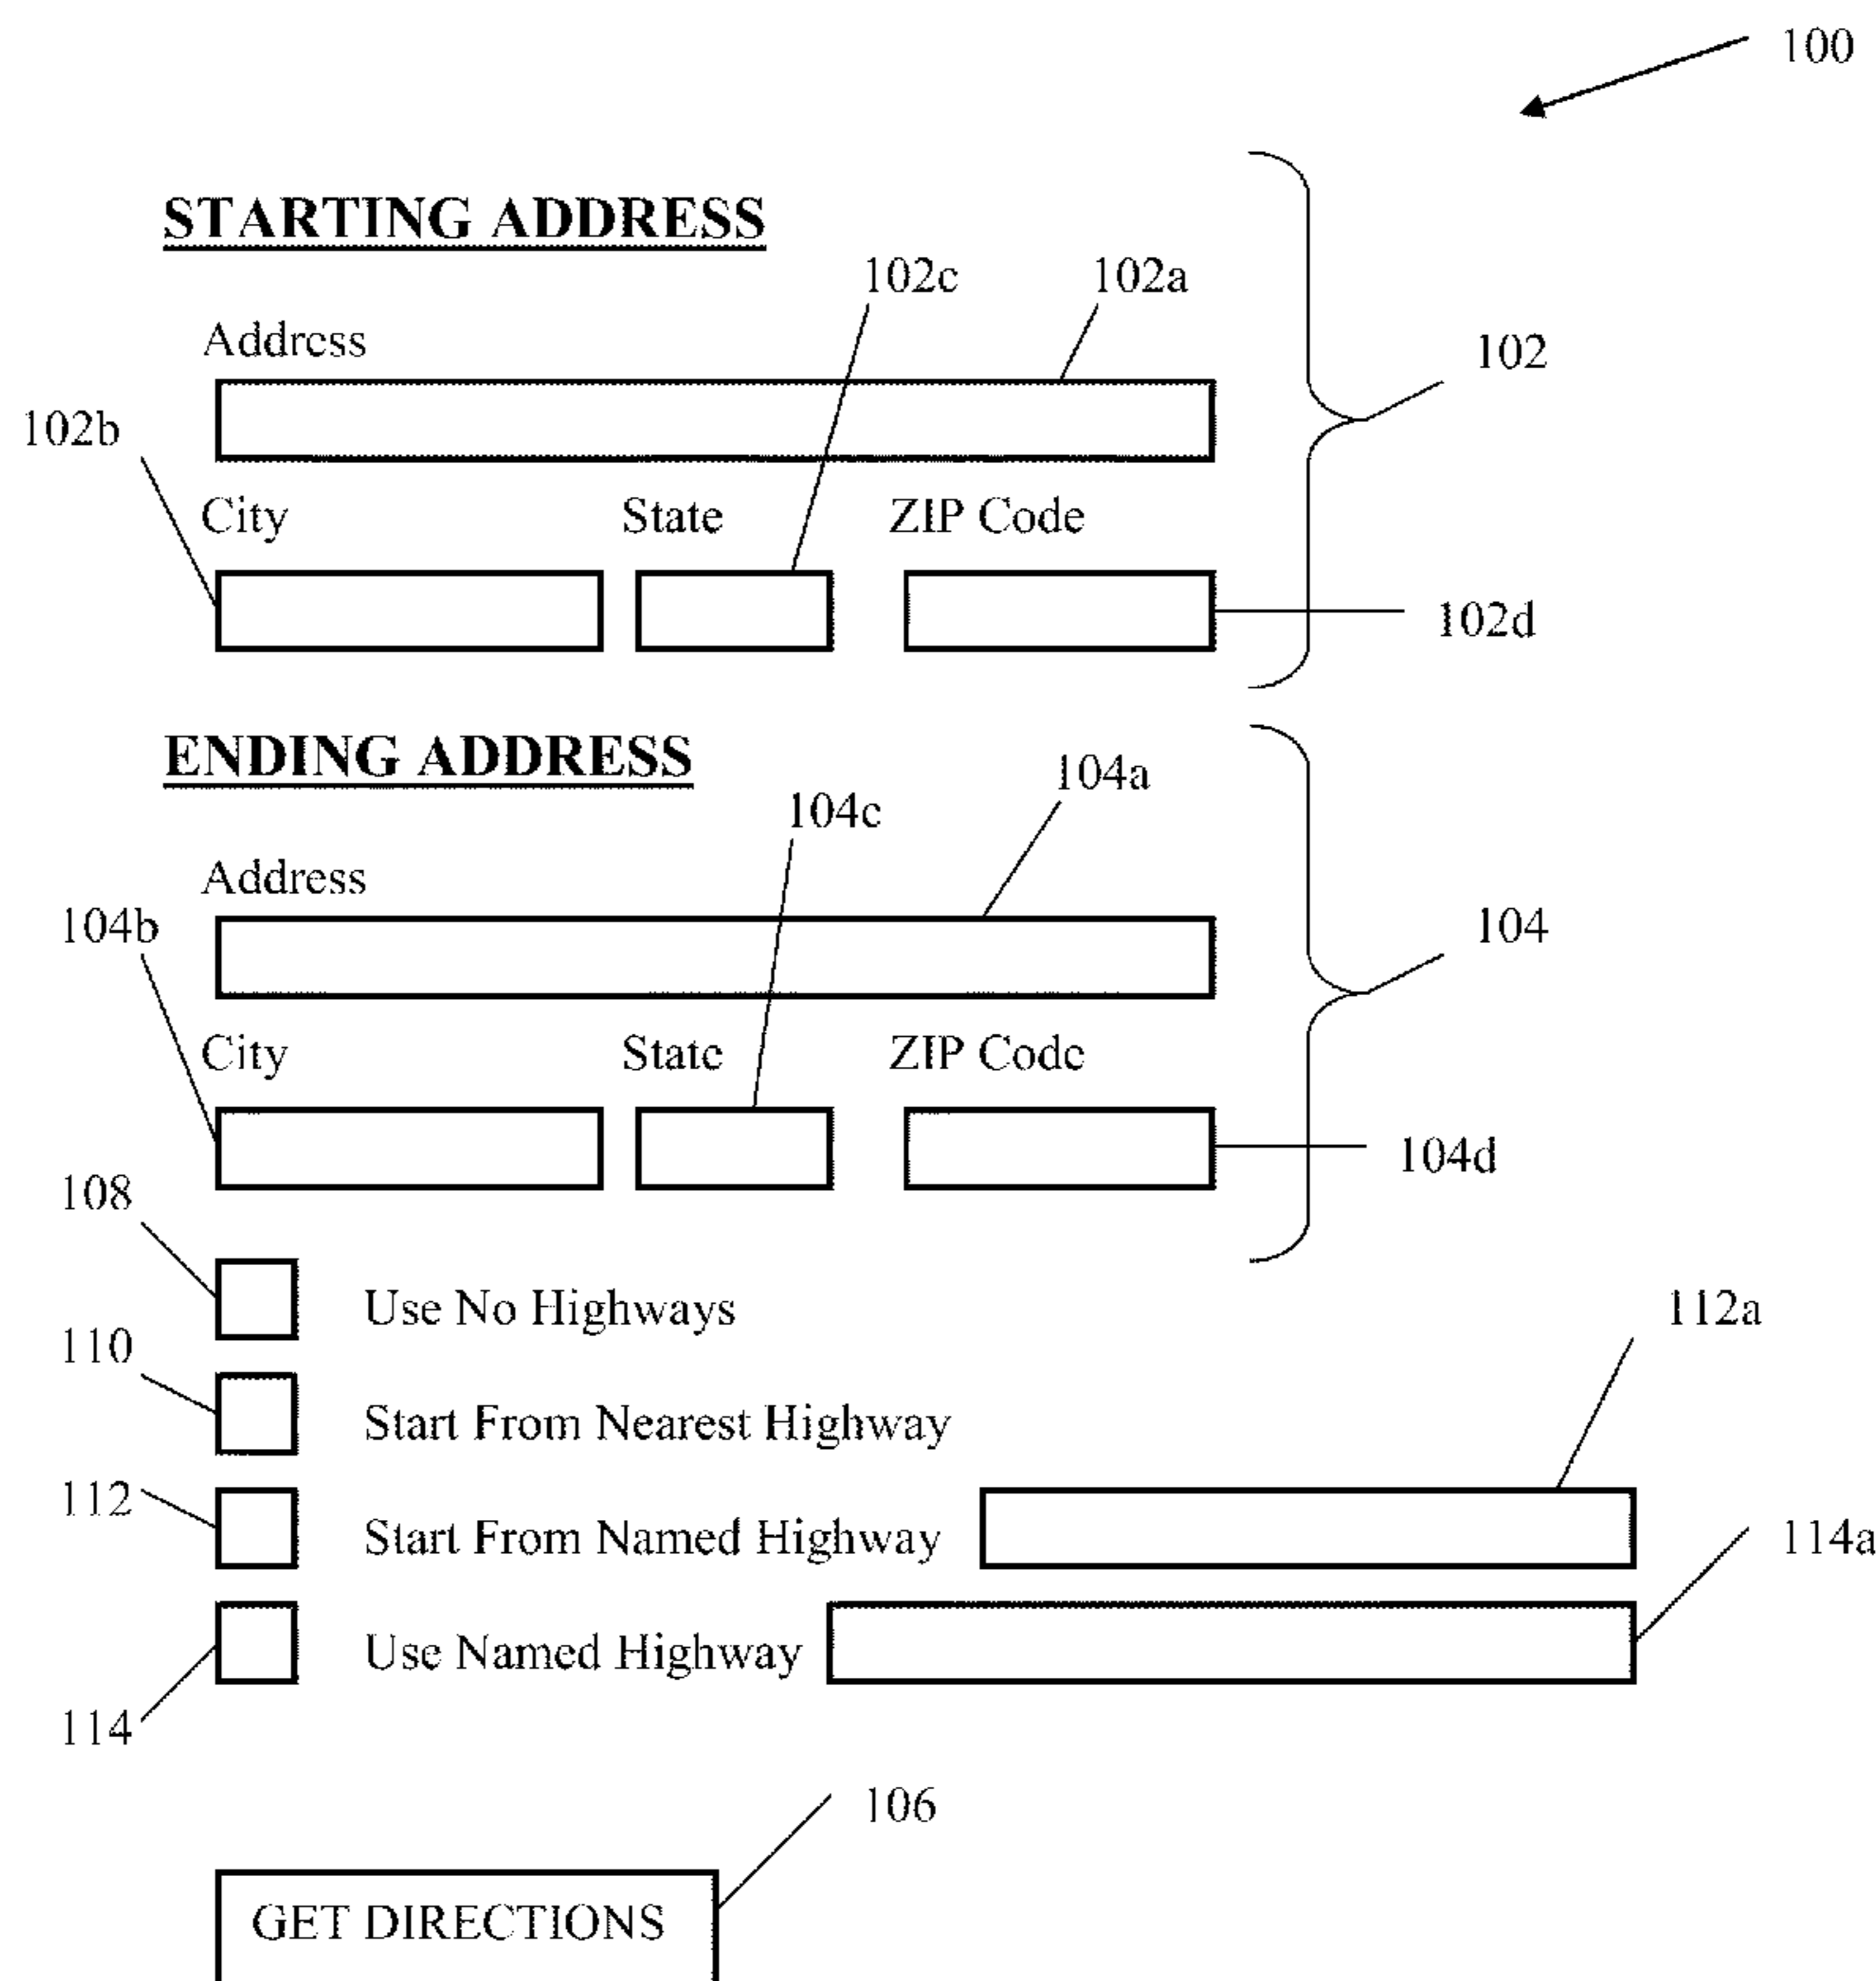 100
STARTING ADDRESS
102c 102a
Address
102
102b
City State ZIP Code
102d
ENDING ADDRESS
104a
104c
Address
104b
104
City State ZIP Code
104d
108
Use No Highways
112a
110
Start From Nearest Highway
112
Start From Named Highway
114a
Use Named Highway
114
106
GET DIRECTIONS